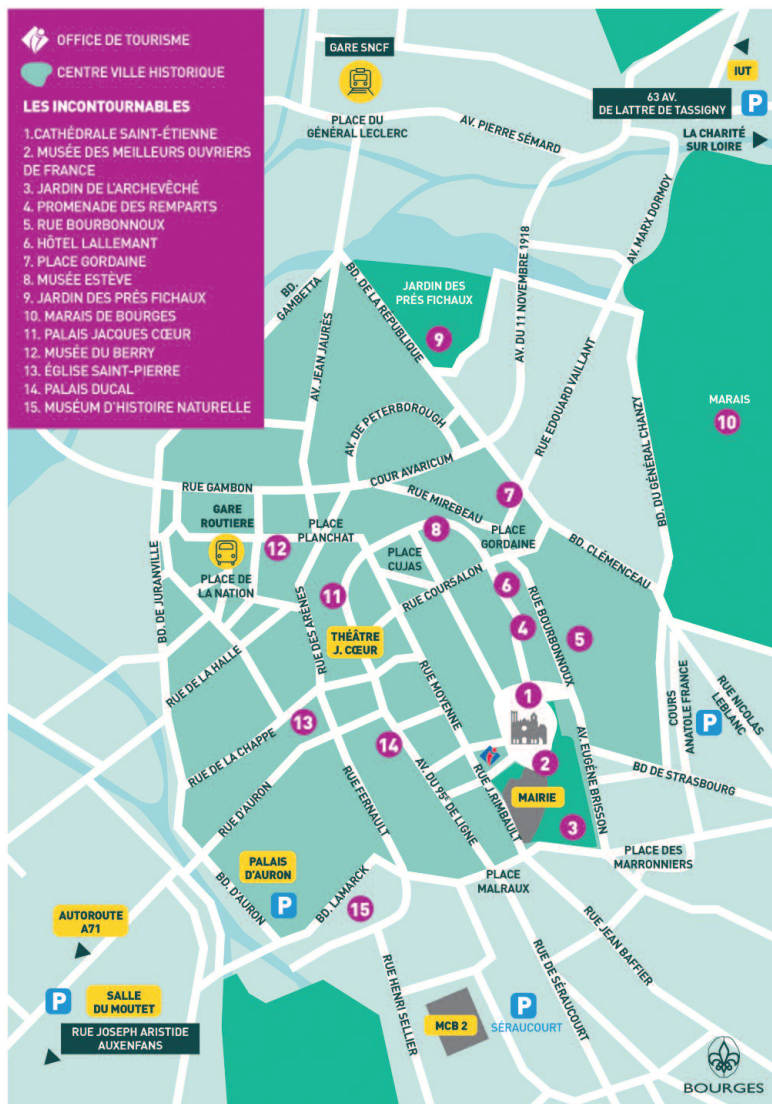 OFFICE DE TOURISME
CENTRE VILLE HISTORIQUE
LES INCONTOURNABLES
1.CATHÉDRALE SAINT-ÉTIENNE
2. MUSÉE DES MEILLEURS OUVRIERS
DE FRANCE
3. JARDIN DE L'ARCHEVÊCHÉ
4. PROMENADE DES REMPARTS
5. RUE BOURBONNOUX
6. HÔTEL LALLEMANT
7. PLACE GORDAINE
8. MUSÉE ESTÈVE
9. JARDIN DES PRÉS FICHAUX
10. MARAIS DE BOURGES
11. PALAIS JACQUES CŒUR
12. MUSÉE DU BERRY
13. ÉGLISE SAINT-PIERRE
14. PALAIS DUCAL
15. MUSÉUM D'HISTOIRE NATURELLE
GARE SNCF
PLACE DU
GÉNÉRAL LECLERC
AV. PIERRE SÉMARD
IUT
P
63 AV.
DE LATTRE DE TASSIGNY
LA CHARITÉ
SUR LOIRE
AV. MARX DORMOY
BD. GAMBETTA
BD. DE LA RÉPUBLIQUE
JARDIN DES
PRÉS FICHAUX
9
AV. DU 11 NOVEMBRE 1918
AV. JEAN JAURÈS
AV. DE PETERBOROUGH
RUE EDOUARD VAILLANT
MARAIS
10
BD. DU GÉNÉRAL CHANZY
COUR AVARICUM
RUE GAMBON
RUE MIREBEAU
7
GARE
ROUTIERE
PLACE
PLANCHAT
8
PLACE
GORDAINE
BD. CLÉMENCEAU
12
PLACE
CUJAS
PLACE DE
LA NATION
BD. DE JURANVILLE
11
RUE COURSALON
6
RUE BOURBONNOUX
4
5
RUE DES ARÈNES
THÉÂTRE
J. CŒUR
RUE DE LA HALLE
RUE MOYENNE
1
13
RUE DE LA CHAPPE
14
2
COURS
ANATOLE FRANCE
RUE NICOLAS
LEBLANC
P
AV. EUGÈNE BRISSON
BD DE STRASBOURG
RUE D'AURON
RUE FERNAULT
AV. DU 95e DE LIGNE
RUE J.RIMBAULT
MAIRIE
3
PLACE DES
MARRONNIERS
PALAIS
D'AURON
P
BD. D'AURON
BD. LAMARCK
15
PLACE
MALRAUX
AUTOROUTE
A71
RUE JEAN BAFFIER
RUE DE SÉRAUCOURT
RUE HENRI SELLIER
P
SALLE
DU MOUTET
RUE JOSEPH ARISTIDE
AUXENFANS
MCB 2
P
SÉRAUCOURT
BOURGES